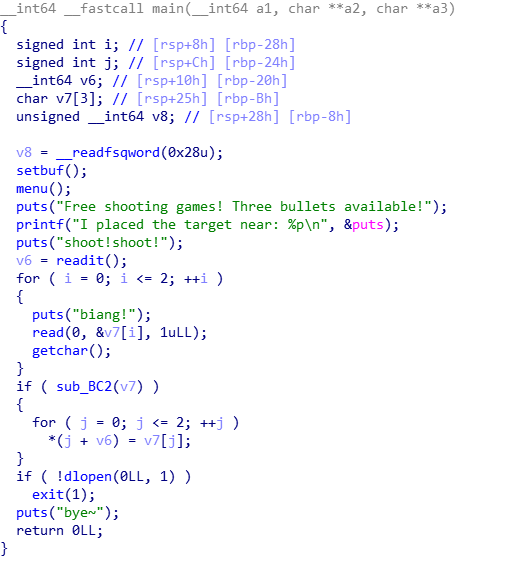 __int64 __fastcall main(__int64 a1, char **a2, char **a3)
{
  signed int i; // [rsp+8h] [rbp-28h]
  signed int j; // [rsp+Ch] [rbp-24h]
  __int64 v6; // [rsp+10h] [rbp-20h]
  char v7[3]; // [rsp+25h] [rbp-Bh]
  unsigned __int64 v8; // [rsp+28h] [rbp-8h]

  v8 = __readfsqword(0x28u);
  setbuf();
  menu();
  puts("Free shooting games! Three bullets available!");
  printf("I placed the target near: %p\n", &puts);
  puts("shoot!shoot!");
  v6 = readit();
  for ( i = 0; i <= 2; ++i )
  {
    puts("biang!");
    read(0, &v7[i], 1uLL);
    getchar();
  }
  if ( sub_BC2(v7) )
  {
    for ( j = 0; j <= 2; ++j )
      *(j + v6) = v7[j];
  }
  if ( !dlopen(0LL, 1) )
    exit(1);
  puts("bye~");
  return 0LL;
}